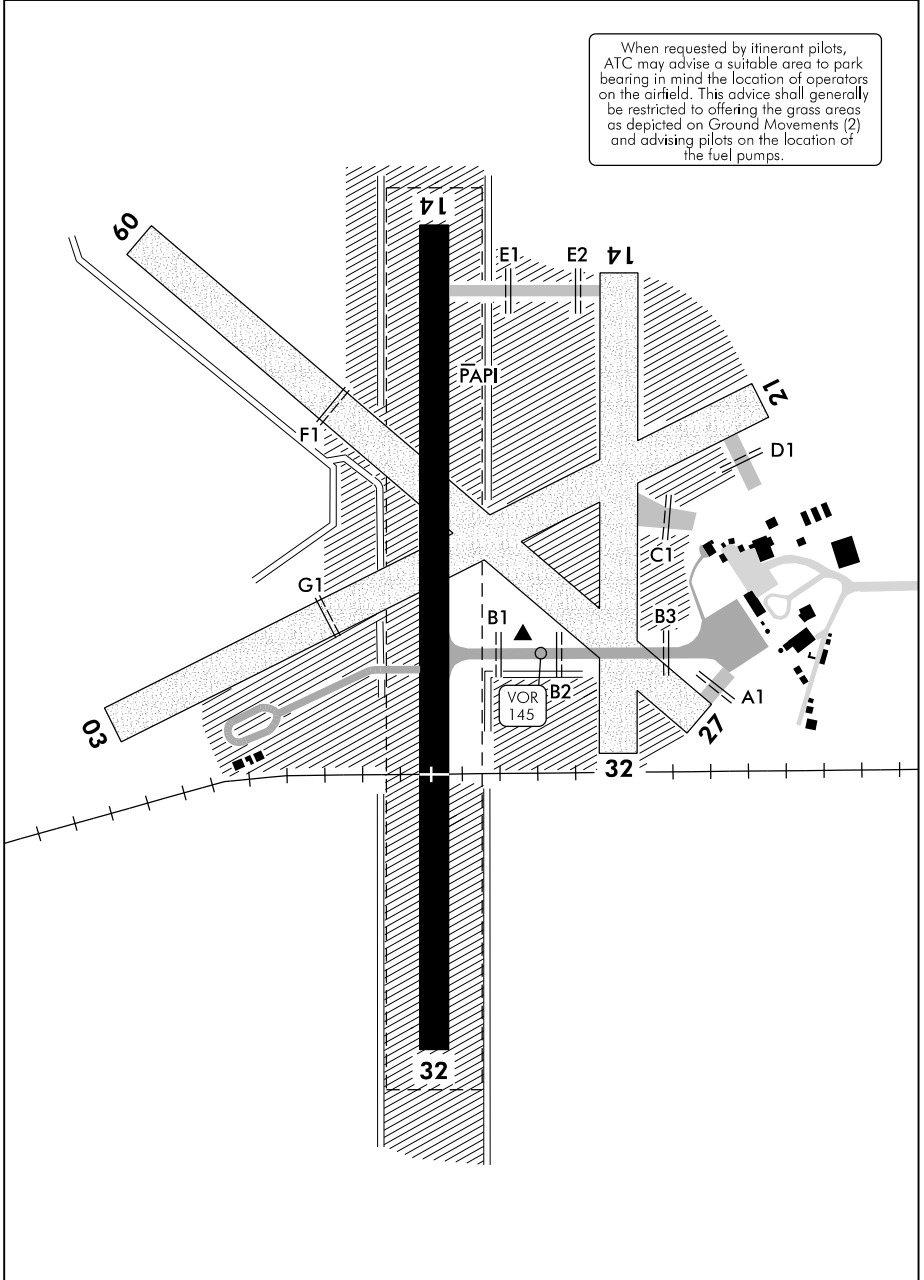 When requested by itinerant pilots,
ATC may advise a suitable area to park
bearing in mind the location of operators
on the airfield. This advice shall generally
be restricted to offering the grass areas
as depicted on Ground Movements (2)
and advising pilots on the location of
the fuel pumps.
14
09
E1
E2
14
PAPI
21
F1
D1
C1
G1
B1
B3
B2
VOR
145
A1
03
27
32
32